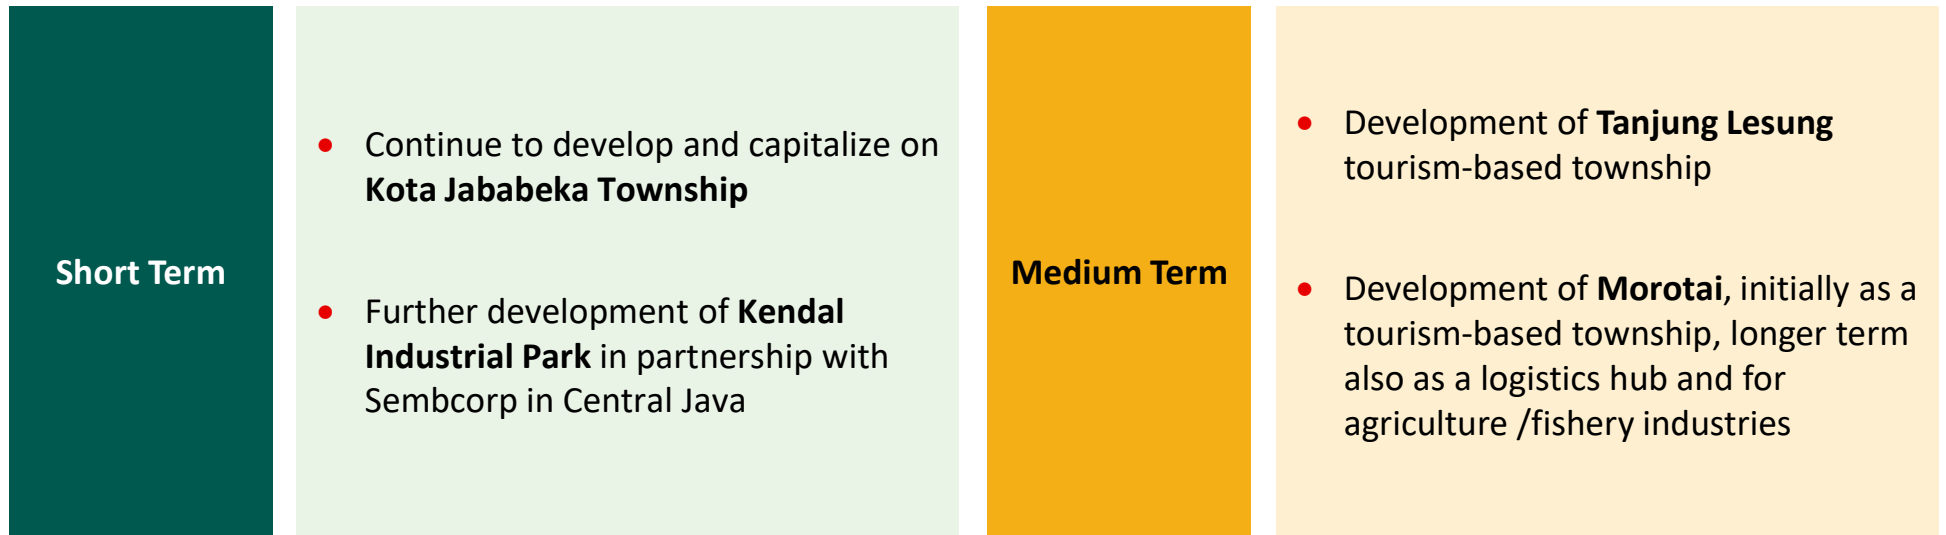 Short Term
• Continue to develop and capitalize on
Kota Jababeka Township
• Further development of Kendal
Industrial Park in partnership with
Sembcorp in Central Java
Medium Term
• Development of Tanjung Lesung
tourism-based township
• Development of Morotai, initially as a
tourism-based township, longer term
also as a logistics hub and for
agriculture /fishery industries